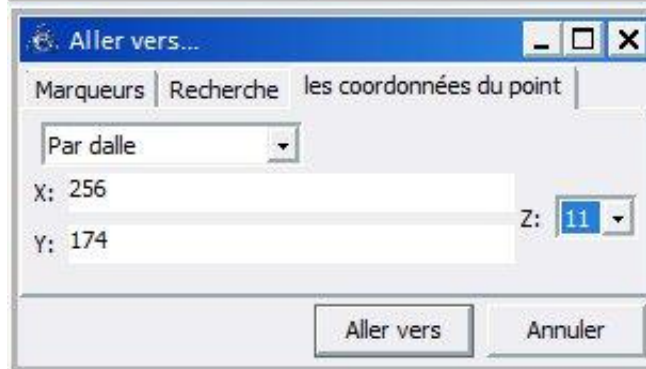 Aller vers...
Marqueurs Recherche les coordonnées du point
Par dalle
X: 256
Z: 11
Y: 174
Aller vers Annuler